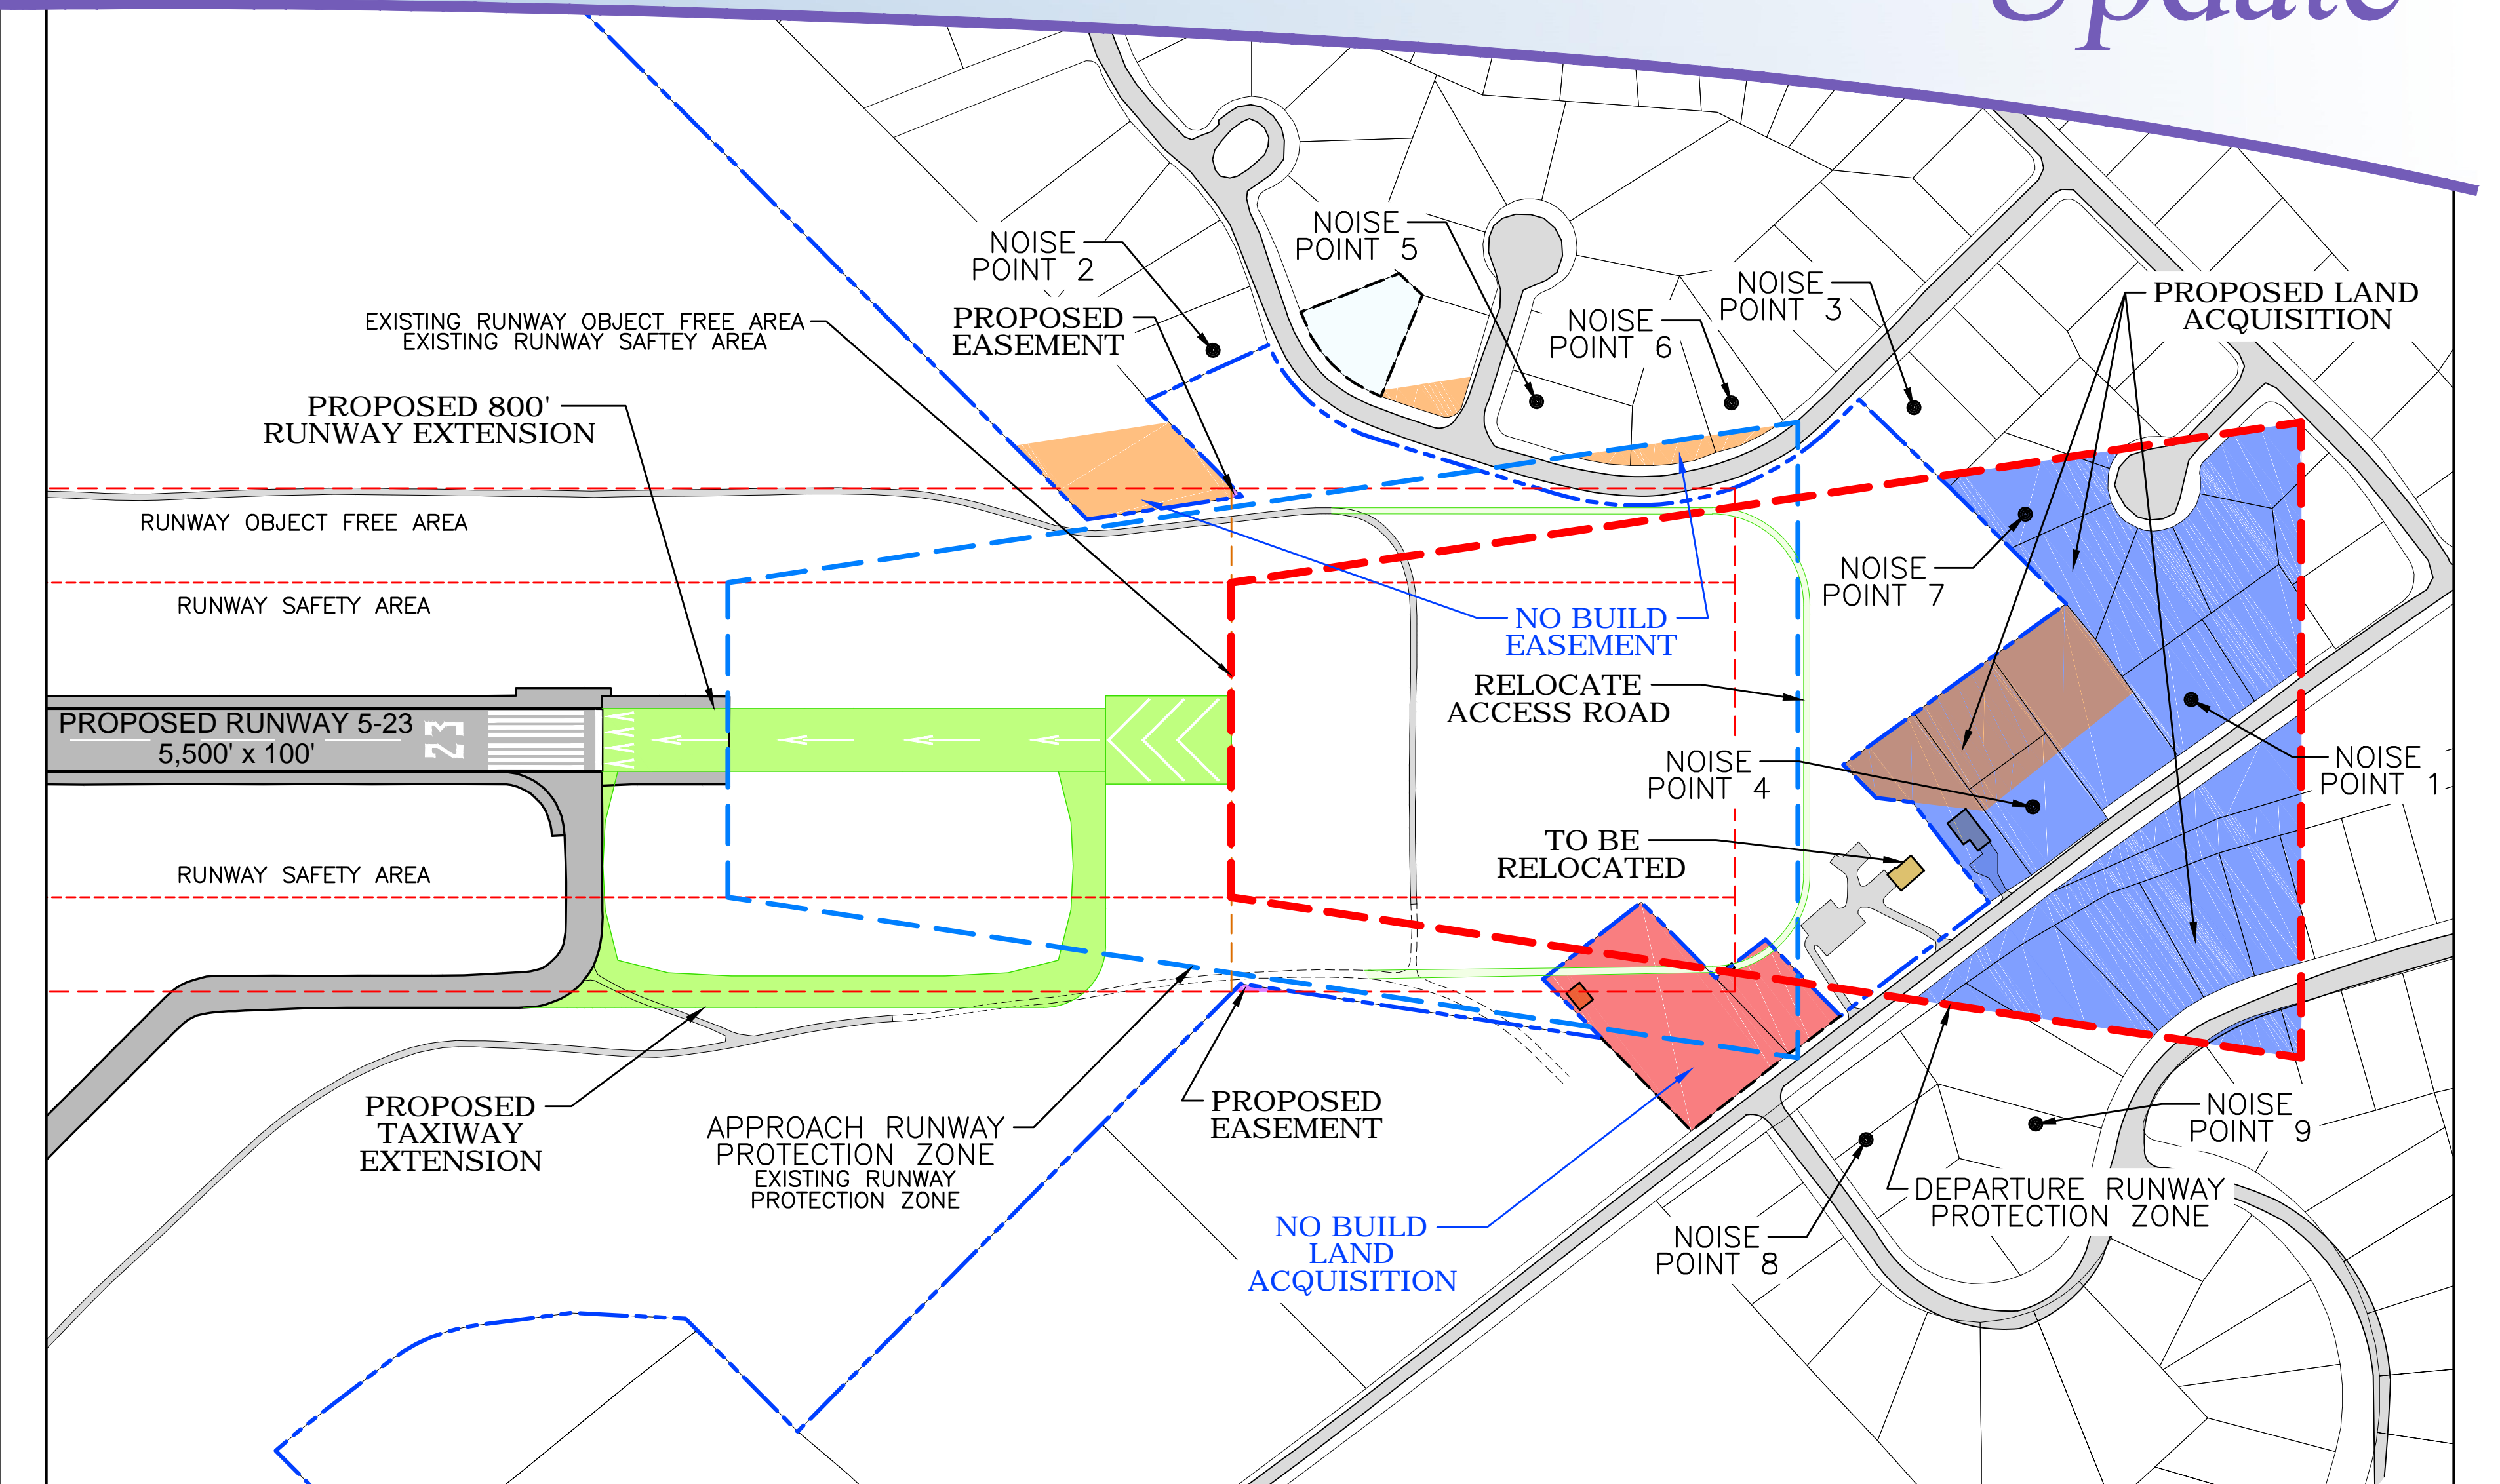 Update
NOISE
POINT 5
NOISE
POINT 2
NOISE
POINT 3
PROPOSED LAND
ACQUISITION
PROPOSED
EASEMENT
NOISE
POINT 6
EXISTING RUNWAY OBJECT FREE AREA
EXISTING RUNWAY SAFTEY AREA
PROPOSED 800'
RUNWAY EXTENSION
RUNWAY OBJECT FREE AREA
NOISE
POINT 7
RUNWAY SAFETY AREA
NO BUILD
EASEMENT
RELOCATE
ACCESS ROAD
PROPOSED RUNWAY 5-23
5,500' x 100'
23
NOISE
POINT 4
NOISE
POINT 1
TO BE
RELOCATED
RUNWAY SAFETY AREA
PROPOSED
TAXIWAY
EXTENSION
APPROACH RUNWAY
PROTECTION ZONE
EXISTING RUNWAY
PROTECTION ZONE
PROPOSED
EASEMENT
NOISE
POINT 9
DEPARTURE RUNWAY
PROTECTION ZONE
NO BUILD
LAND
ACQUISITION
NOISE
POINT 8